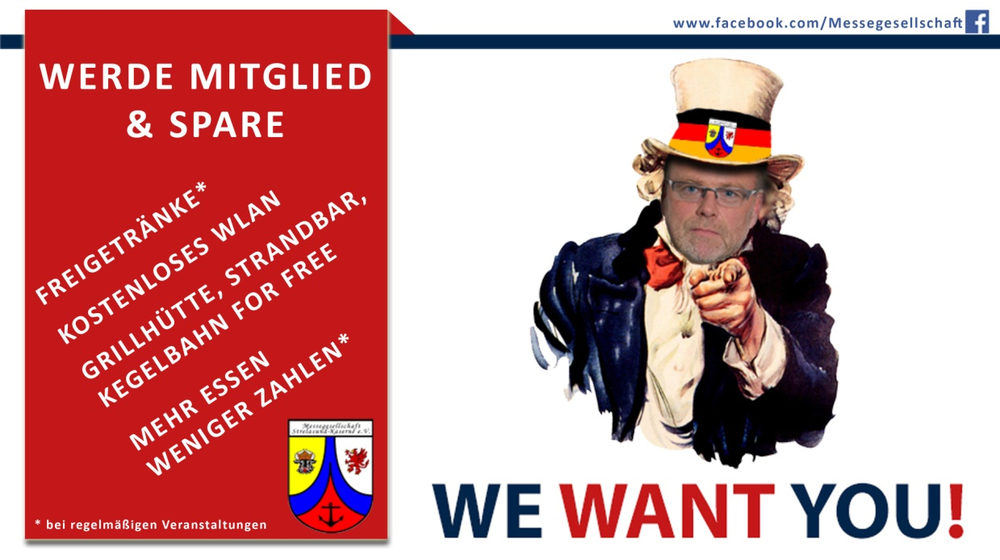 www.facebook.com/Messegesellschaft f
WERDE MITGLIED
& SPARE
FREIGETRÄNKE*
KOSTENLOSES WLAN
GRILLHÜTTE, STRANDBAR,
KEGELBAHN FOR FREE
MEHR ESSEN
WENIGER ZAHLEN*
Messegesellschaft
Strelasund-Kaserne e.V.
* bei regelmäßigen Veranstaltungen
WE WANT YOU!